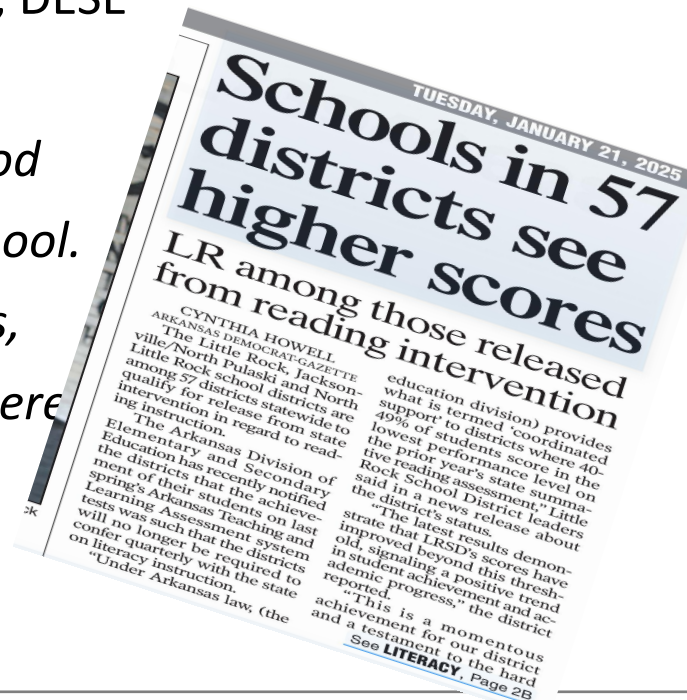 , DESE
od
ool.
s,
ere
ck
TUESDAY, JANUARY 21, 2025
Schools in 57
districts see
higher scores
LR among those released
from reading intervention
CYNTHIA HOWELL
ARKANSAS DEMOCRAT-GAZETTE
The Little Rock, Jackson-
ville/North Pulaski and North
Little Rock school districts are
among 57 districts statewide to
qualify for release from state
intervention in regard to read-
ing instruction.
The Arkansas Division of
Elementary and Secondary
Education has recently notified
the districts that the achieve-
ment of their students on last
spring's Arkansas Teaching and
Learning Assessment system
tests was such that the districts
will no longer be required to
confer quarterly with the state
on literacy instruction.
"Under Arkansas law, (the
education division) provides
what is termed 'coordinated
support' to districts where 40-
49% of students score in the
lowest performance level on
the prior year's state summa-
tive reading assessment," Little
Rock School District leaders
said in a news release about
the district's status.
"The latest results demon-
strate that LRSD's scores have
improved beyond this thresh-
old, signaling a positive trend
in student achievement and ac-
ademic progress," the district
reported.
"This is a momentous
achievement for our district
and a testament to the hard
See LITERACY, Page 2B